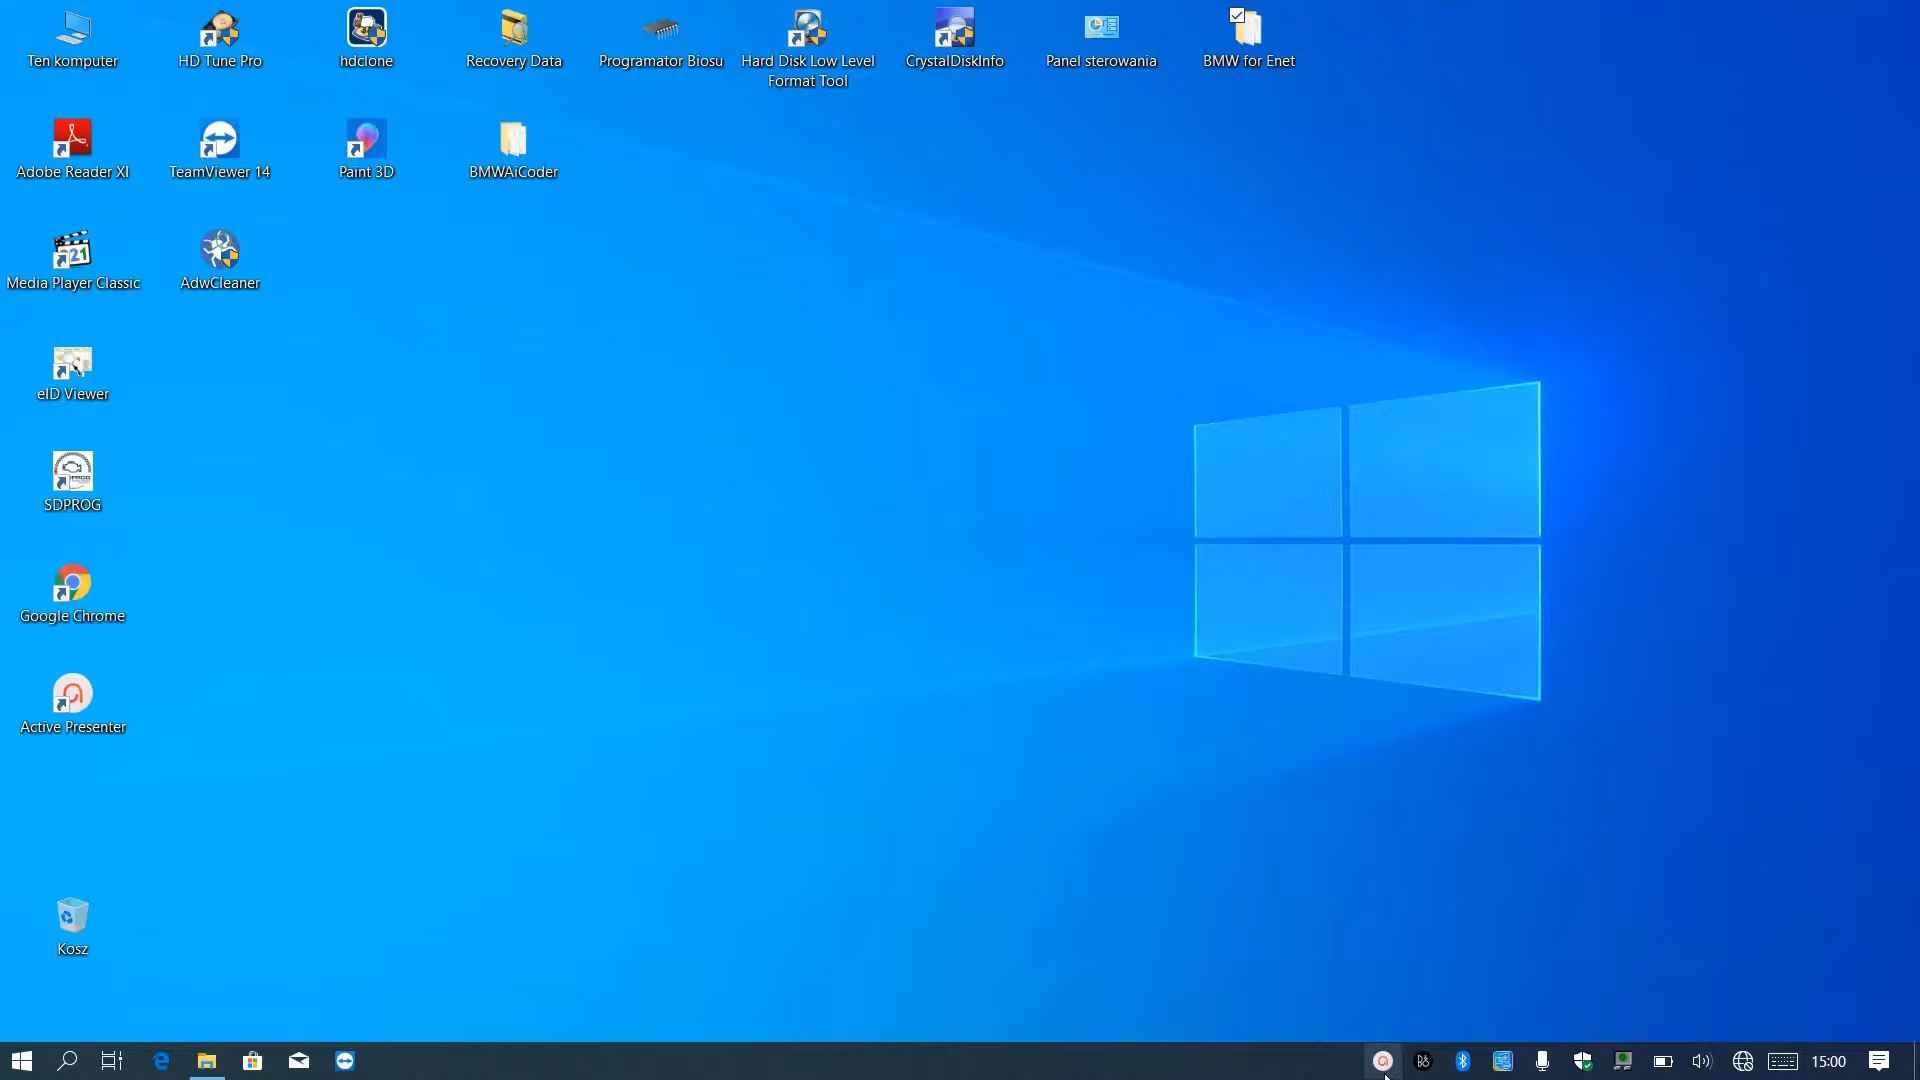 Ten komputer
HD Tune Pro
hdclone
Recovery Data
Programator Biosu
Hard Disk Low Level
Format Tool
CrystalDiskInfo
Panel sterowania
BMW for Enet
Adobe Reader XI
TeamViewer 14
Paint 3D
BMWAiCoder
Media Player Classic
AdwCleaner
eID Viewer
SDPROG
Google Chrome
Active Presenter
Kosz
15:00